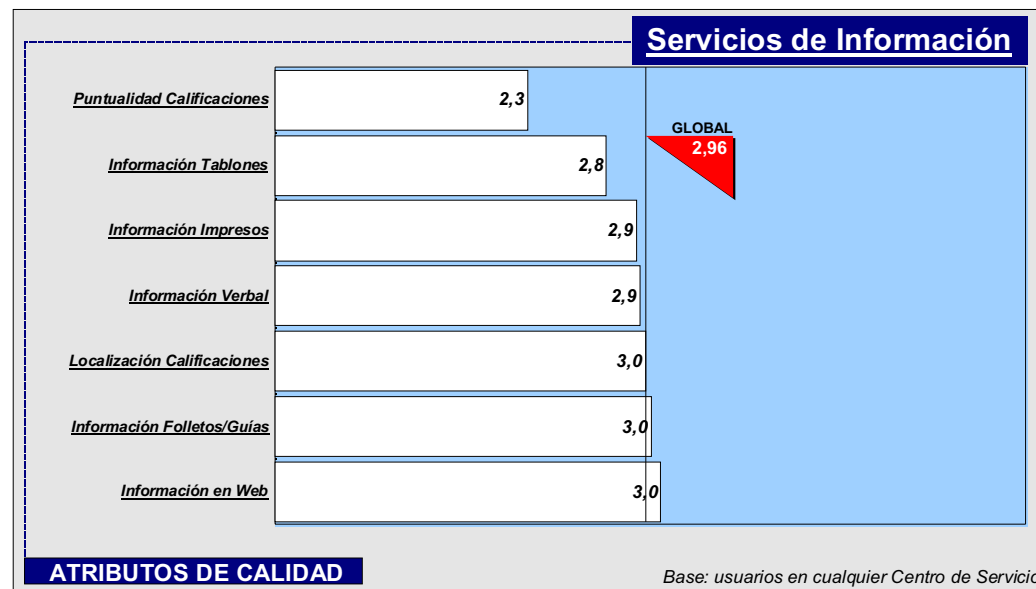 Servicios de Información
Puntualidad Calificaciones 2,3
GLOBAL
2,96
Información Tablones 2,8
Información Impresos 2,9
Información Verbal 2,9
Localización Calificaciones 3,0
Información Folletos/Guías 3,0
Información en Web 3,0
ATRIBUTOS DE CALIDAD
Base: usuarios en cualquier Centro de Servicio